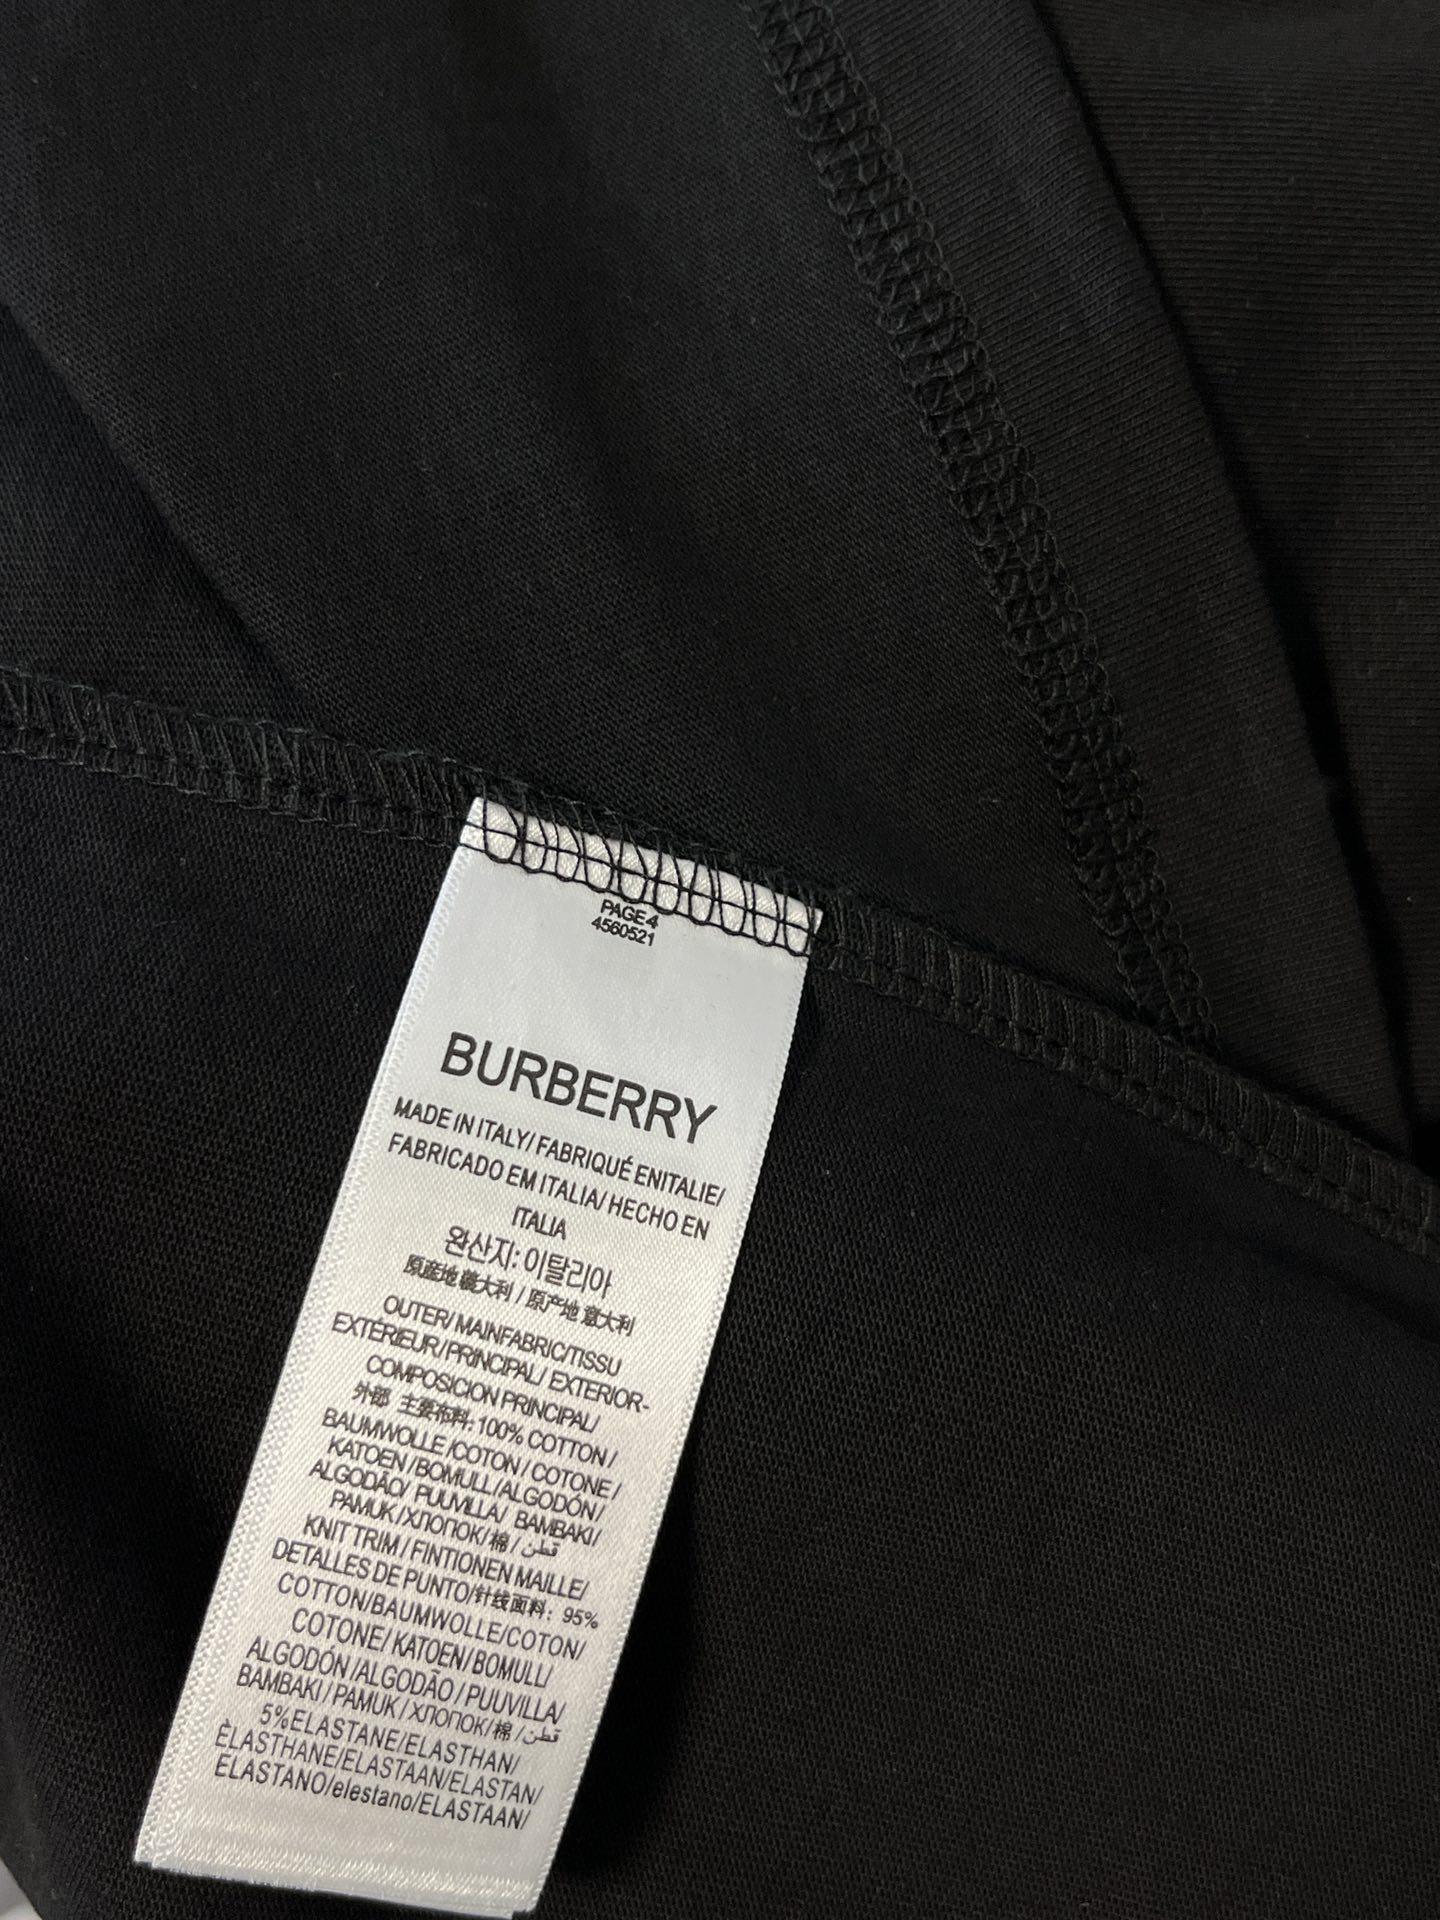 PAGE4
4560521
BURBERRY
MADE IN ITALY/ FABRIQUÉ ENITALIE/
FABRICADO EM ITALIA/ HECHO EN
ITALIA
완산지: 이탈리아
原産地 義大利 / 原产地 意大利
OUTER/ MAINFABRIC/TISSU
EXTÉRIEUR/PRINCIPAL/ EXTERIOR-
COMPOSICION PRINCIPAL/
外部 主要布料: 100% COTTON /
BAUMWOLLE /COTON / COTONE /
KATOEN / BOMULL/ALGODÓN /
ALGODÃO/ PUUVILLA/ BAMBAKI/
PAMUK / ХЛОПОК/ 棉 / قطن
KNIT TRIM / FINTIONEN MAILLE/
DETALLES DE PUNTO/针线面料: 95%
COTTON/BAUMWOLLE/COTON/
COTONE/ KATOEN / BOMULL/
ALGODÓN /ALGODÃO / PUUVILLA/
BAMBAKI / PAMUK / ХЛОПОК/ 棉 / قطن
5%ELASTANE/ELASTHAN/
ÈLASTHANE/ELASTAAN/ELASTAN/
ELASTANO/elestano/ELASTAAN/